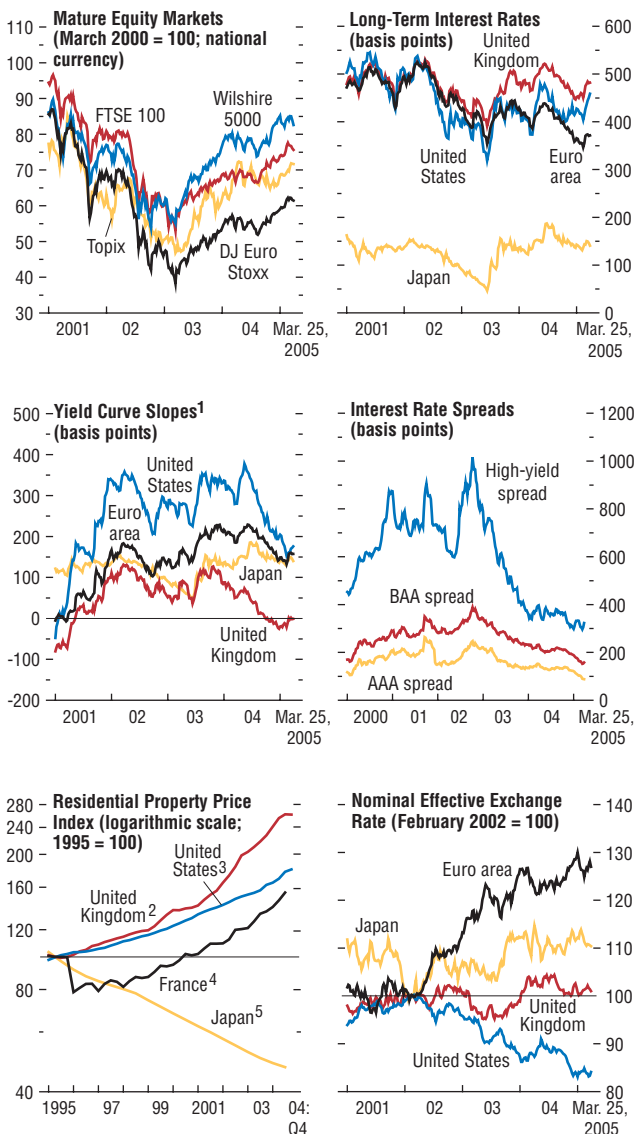 Mature Equity Markets
(March 2000 = 100; national
currency)
110
100
90
80
70
60
50
40
30
FTSE 100
Wilshire
5000
Topix
DJ Euro
Stoxx
2001
02
03
04
Mar. 25,
2005
Long-Term Interest Rates
(basis points)
600
500
400
300
200
100
0
United
Kingdom
United
States
Euro
area
Japan
2001
02
03
04
Mar. 25,
2005
Yield Curve Slopes1
(basis points)
500
400
300
200
100
0
-100
-200
United
States
Euro
area
Japan
United
Kingdom
2001
02
03
04
Mar. 25,
2005
Interest Rate Spreads
(basis points)
1200
1000
800
600
400
200
0
High-yield
spread
BAA spread
AAA spread
2000
01
02
03
04
Mar. 25,
2005
Residential Property Price
Index (logarithmic scale;
1995 = 100)
280
240
200
160
120
80
40
United
States3
United
Kingdom2
France4
Japan5
1995
97
99
2001
03
04:
Q4
Nominal Effective Exchange
Rate (February 2002 = 100)
140
130
120
110
100
90
80
Euro area
Japan
United
Kingdom
United States
2001
02
03
04
Mar. 25,
2005